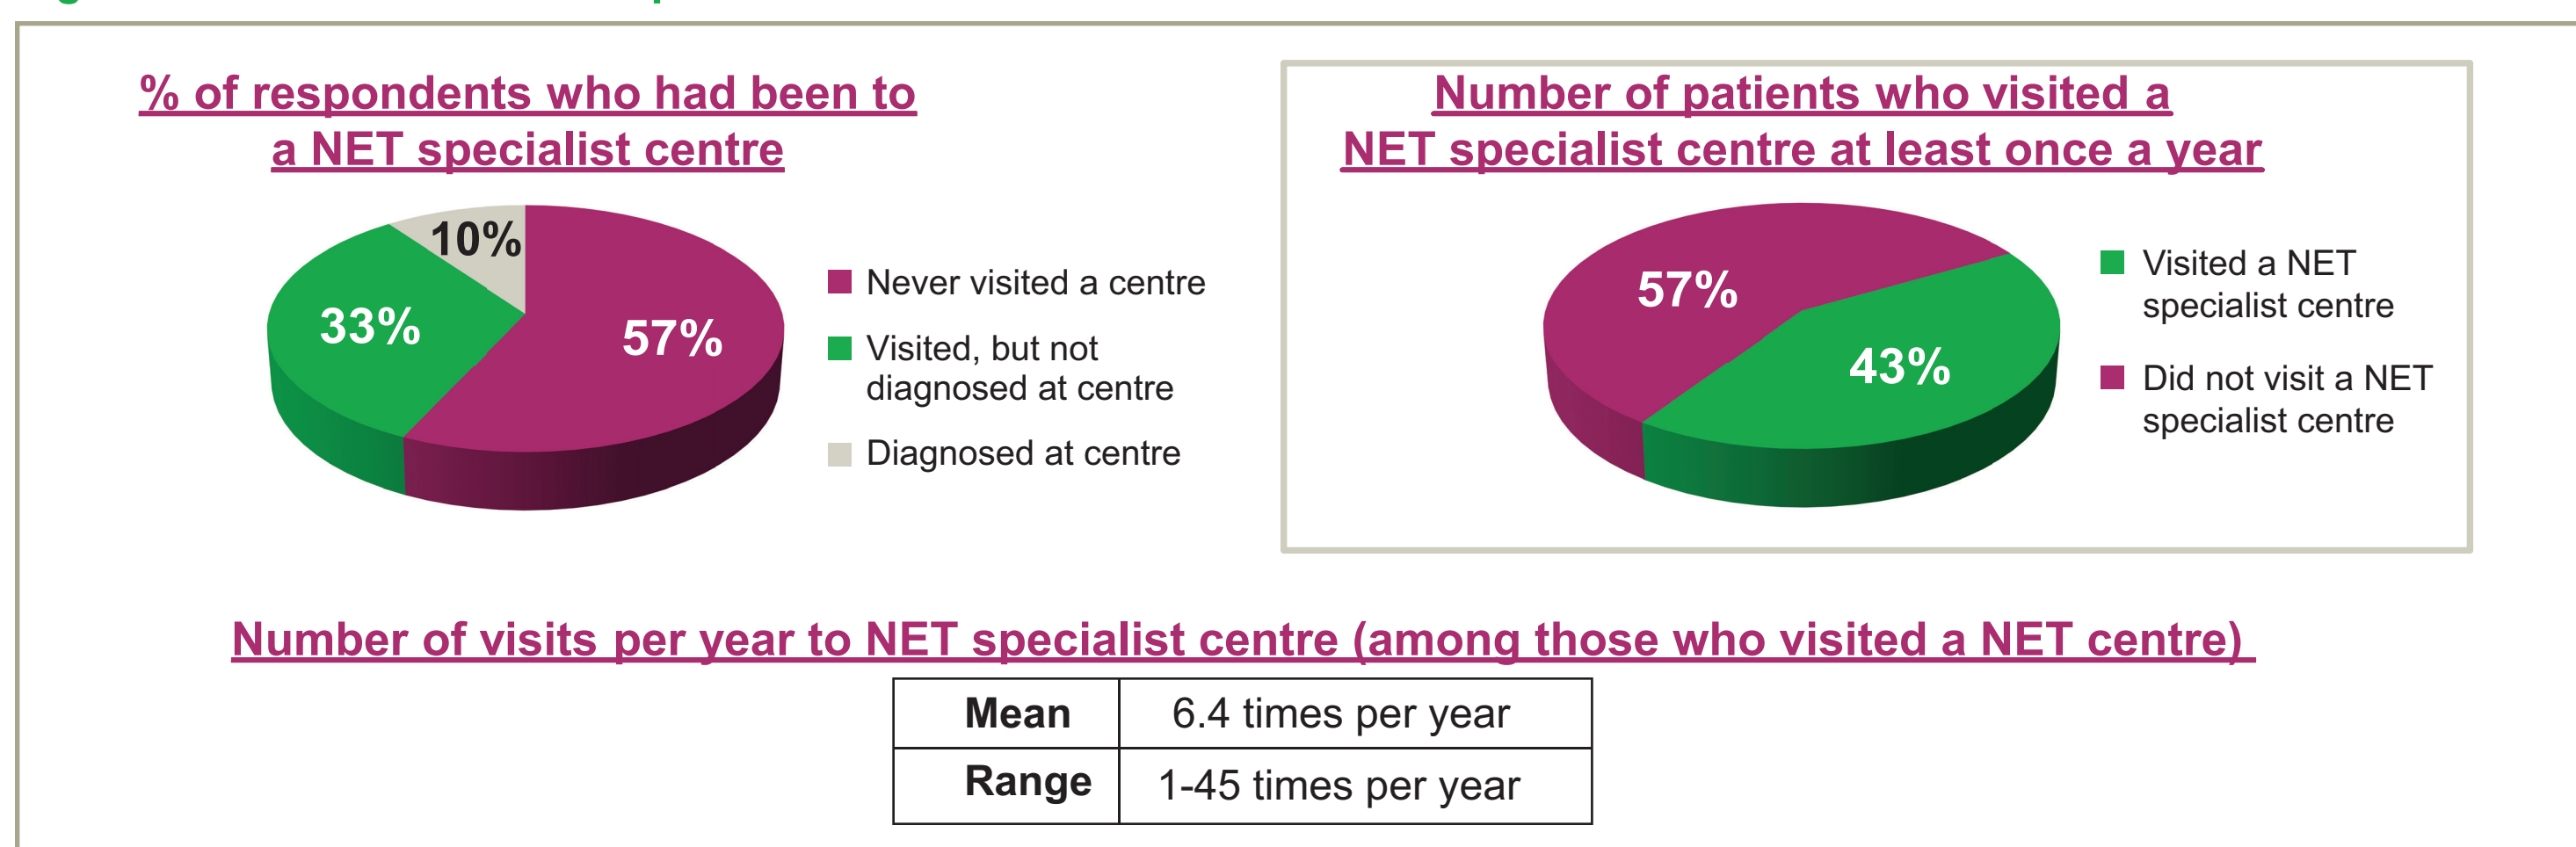 % of respondents who had been to
a NET specialist centre
10%
33%
57%
Never visited a centre
Visited, but not
diagnosed at centre
Diagnosed at centre
Number of patients who visited a
NET specialist centre at least once a year
57%
43%
Visited a NET
specialist centre
Did not visit a NET
specialist centre
Number of visits per year to NET specialist centre (among those who visited a NET centre)
Mean 6.4 times per year
Range 1-45 times per year